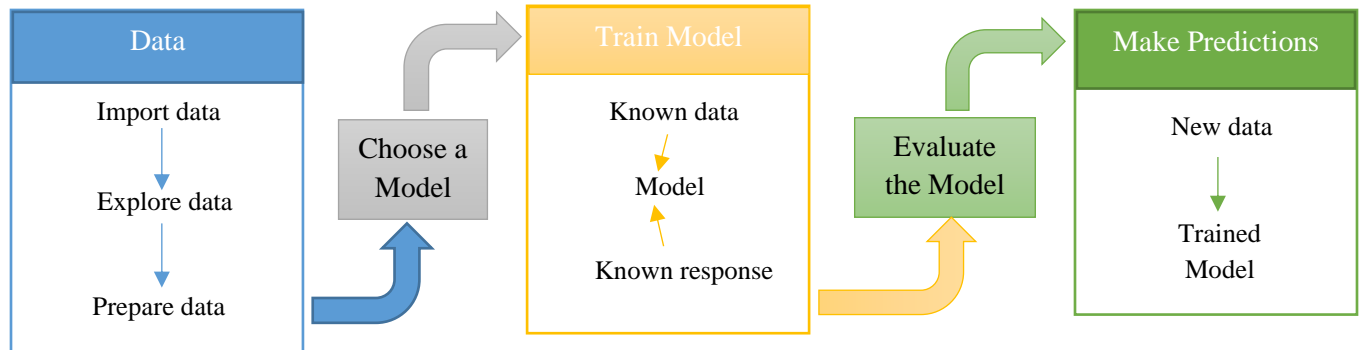 Data
Import data
Explore data
Prepare data
Choose a
Model
Train Model
Known data
Model
Known response
Evaluate
the Model
Make Predictions
New data
Trained
Model